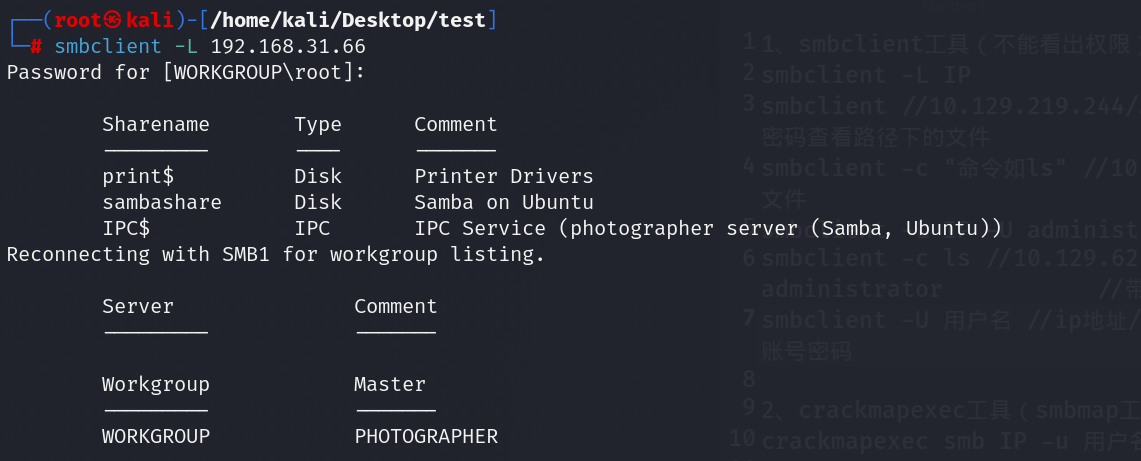 ┌──(root㉿kali)-[/home/kali/Desktop/test]
└─# smbclient -L 192.168.31.66
Password for [WORKGROUP\root]:
Sharename Type Comment
--------- ---- -------
print$ Disk Printer Drivers
sambashare Disk Samba on Ubuntu
IPC$ IPC IPC Service (photographer server (Samba, Ubuntu))
Reconnecting with SMB1 for workgroup listing.
Server Comment
--------- -------
Workgroup Master
--------- -------
WORKGROUP PHOTOGRAPHER
1 1、smbclient工具（不能看出权限
2 smbclient -L IP
3 smbclient //10.129.219.244/
密码查看路径下的文件
4 smbclient -c "命令如ls" //10
文件
U administ
6 smbclient -c ls //10.129.62
administrator //带
7 smbclient -U 用户名 //ip地址/
账号密码
8
9 2、crackmapexec工具（smbmap工
10 crackmapexec smb IP -u 用户名